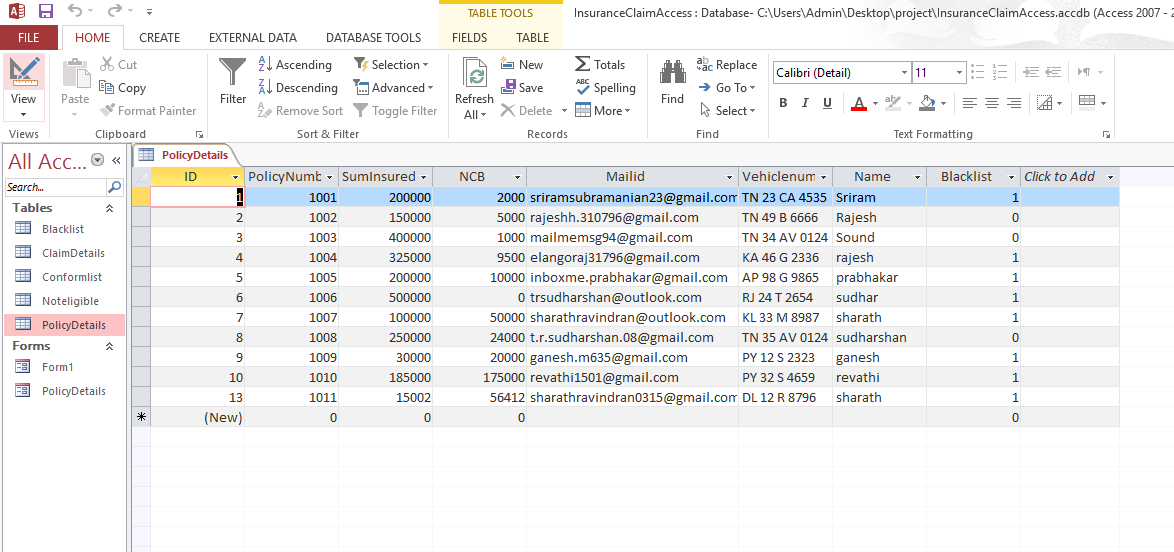 InsuranceClaimAccess : Database- C:\Users\Admin\Desktop\project\InsuranceClaimAccess.accdb (Access 2007 - 2
TABLE TOOLS
FILE HOME CREATE EXTERNAL DATA DATABASE TOOLS FIELDS TABLE
View
Views
Paste
Cut
Copy
Format Painter
Clipboard
Filter
Ascending
Descending
Remove Sort
Selection
Advanced
Toggle Filter
Sort & Filter
Refresh All
New
Save
Delete
Totals
Spelling
More
Records
Find
Replace
Go To
Select
Find
Calibri (Detail) 11
B I U A ab
Text Formatting
All Acc...
Search...
Tables
Blacklist
ClaimDetails
Conformlist
Noteligible
PolicyDetails
Forms
Form1
PolicyDetails
PolicyDetails
ID PolicyNumb SumInsured NCB Mailid Vehiclenum Name Blacklist Click to Add
1 1001 200000 2000 sriramsubramanian23@gmail.com TN 23 CA 4535 Sriram 1
2 1002 150000 5000 rajeshh.310796@gmail.com TN 49 B 6666 Rajesh 0
3 1003 400000 1000 mailmemsg94@gmail.com TN 34 AV 0124 Sound 0
4 1004 325000 9500 elangoraj31796@gmail.com KA 46 G 2336 rajesh 1
5 1005 200000 10000 inboxme.prabhakar@gmail.com AP 98 G 9865 prabhakar 1
6 1006 500000 0 trsudharshan@outlook.com RJ 24 T 2654 sudhar 1
7 1007 100000 50000 sharathravindran@outlook.com KL 33 M 8987 sharath 1
8 1008 250000 24000 t.r.sudharshan.08@gmail.com TN 35 AV 0124 sudharshan 0
9 1009 30000 20000 ganesh.m635@gmail.com PY 12 S 2323 ganesh 1
10 1010 185000 175000 revathi1501@gmail.com PY 32 S 4659 revathi 1
13 1011 15002 56412 sharathravindran0315@gmail.com DL 12 R 8796 sharath 1
(New) 0 0 0 0